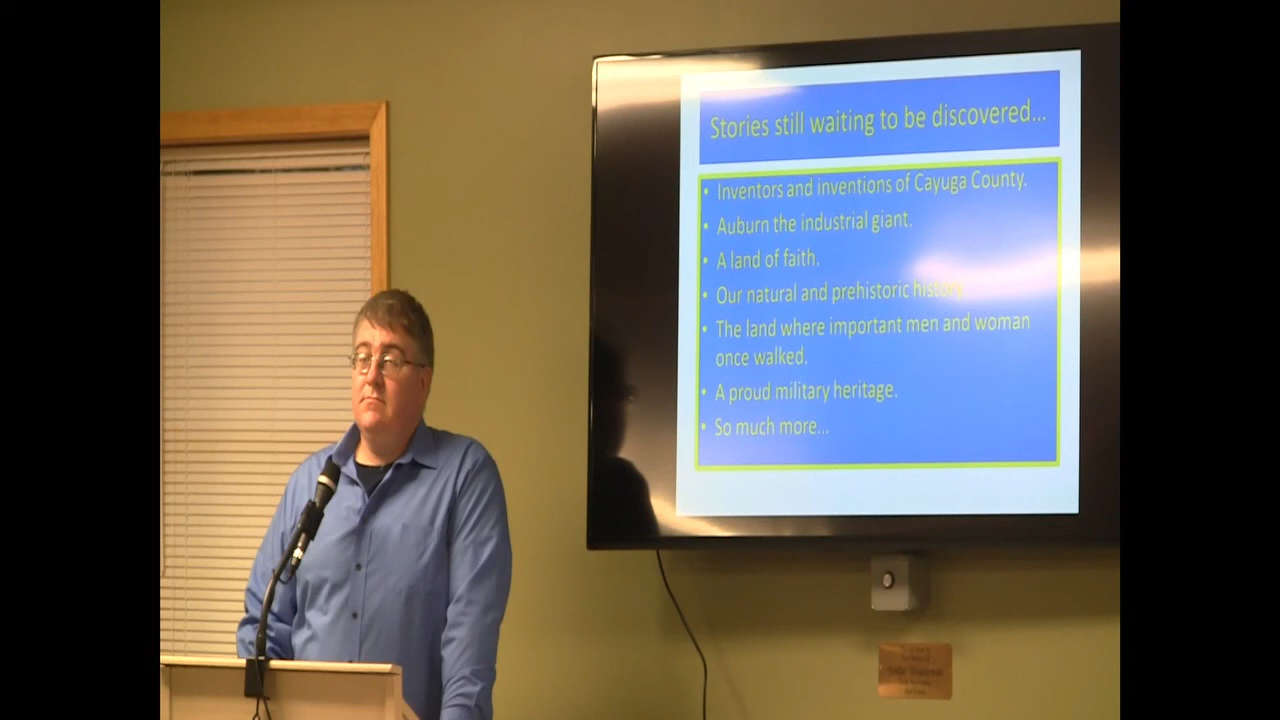 Stories still waiting to be discovered...
• Inventors and inventions of Cayuga County.
• Auburn the industrial giant.
• A land of faith.
• Our natural and prehistoric history
• The land where important men and woman
once walked.
• A proud military heritage.
• So much more...